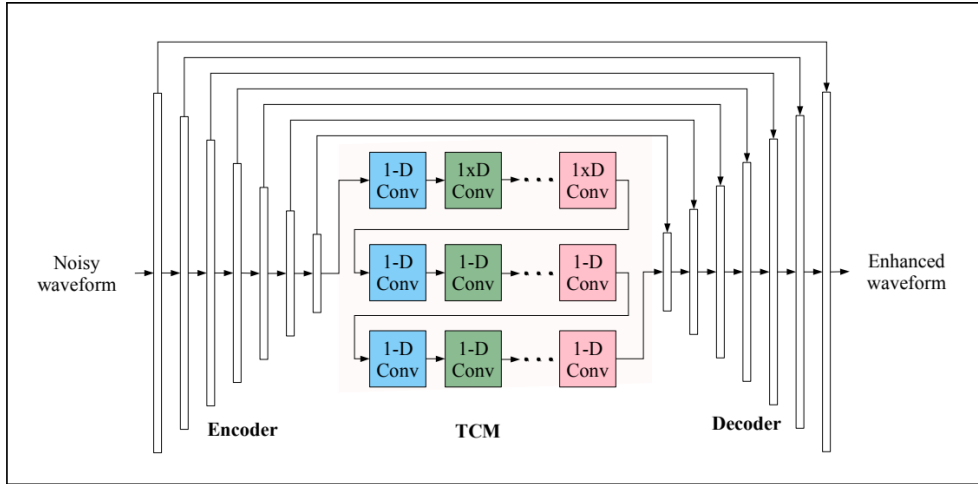 1-D
Conv
1xD
Conv
1xD
Conv
Noisy
waveform
1-D
Conv
1-D
Conv
1-D
Conv
Enhanced
waveform
1-D
Conv
1-D
Conv
1-D
Conv
Encoder
TCM
Decoder